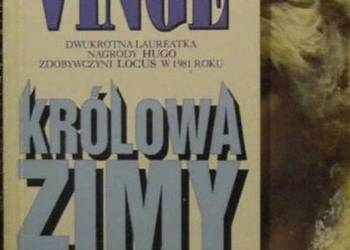 VINGE
DWUKROTNA LAUREATKA
NAGRODY HUGO
ZDOBYWCZYNI LOCUS W 1981 ROKU
KRÓLOWA
ZIMY